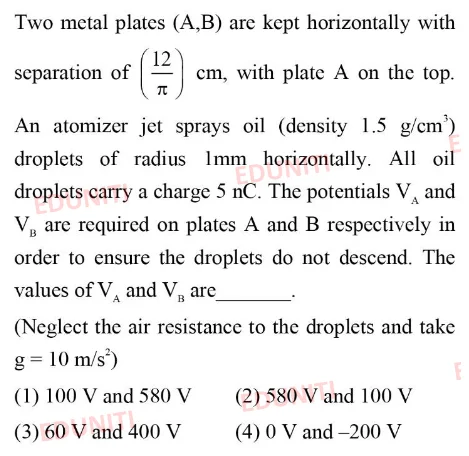 Two metal plates (A,B) are kept horizontally with
separation of (12/π) cm, with plate A on the top.
An atomizer jet sprays oil (density 1.5 g/cm³)
droplets of radius 1mm horizontally. All oil
droplets carry a charge 5 nC. The potentials V_A and
V_B are required on plates A and B respectively in
order to ensure the droplets do not descend. The
values of V_A and V_B are________.
(Neglect the air resistance to the droplets and take
g = 10 m/s²)
(1) 100 V and 580 V (2) 580 V and 100 V
(3) 60 V and 400 V (4) 0 V and –200 V
EDUNITI
EDUNITI
EDUNITI
EDUNITI
E
E